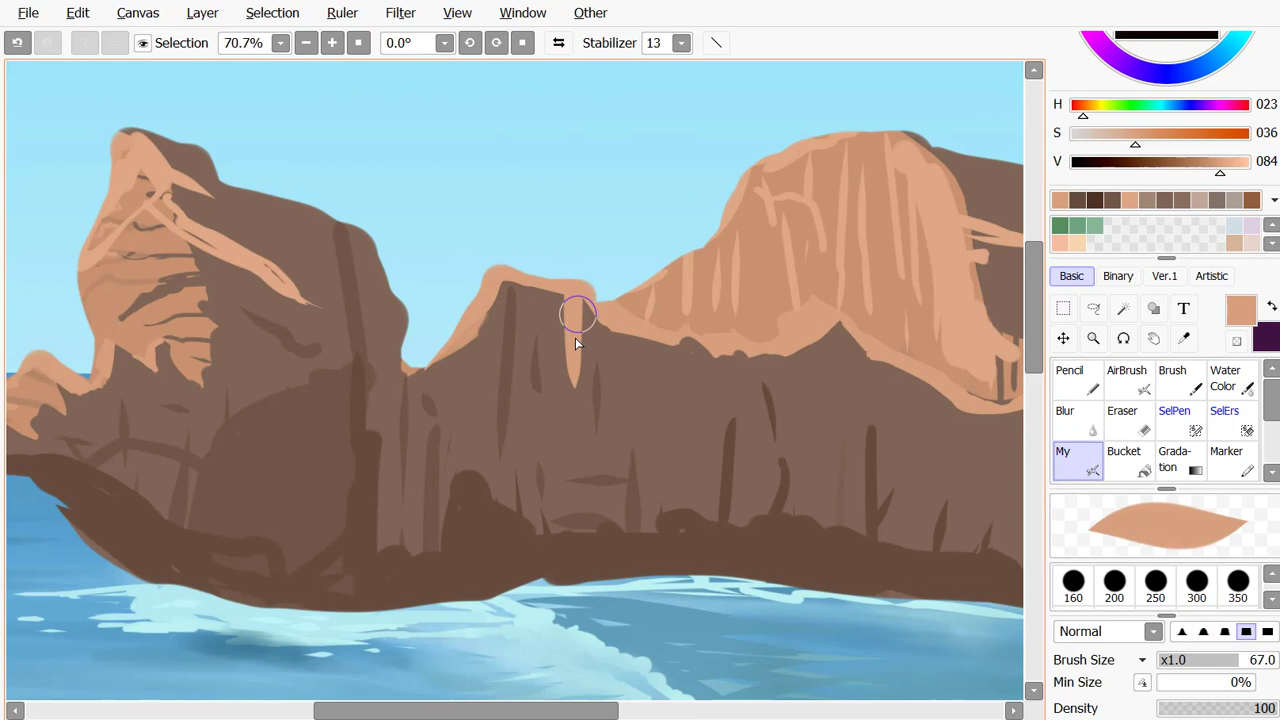 File Edit Canvas Layer Selection Ruler Filter View Window Other
Selection 70.7% 0.0° Stabilizer 13
H 023
S 036
V 084
Basic Binary Ver.1 Artistic
T
Pencil AirBrush Brush Water Color
Blur Eraser SelPen SelErs
My Bucket Grada-tion Marker
160 200 250 300 350
Normal
Brush Size x1.0 67.0
Min Size 0%
Density 100